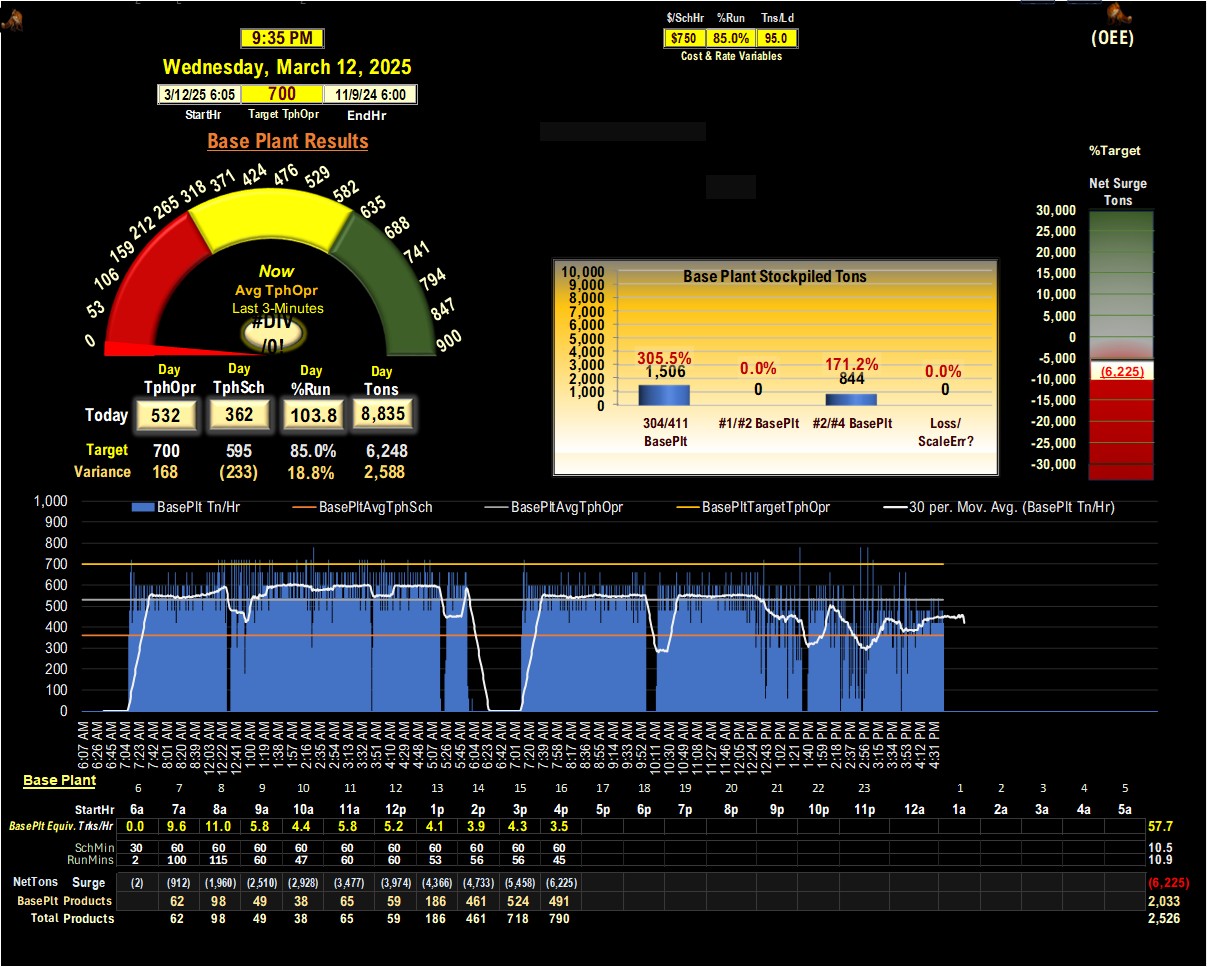 $/SchHr %Run Tns/Ld
9:35 PM
$750 85.0% 95.0
(OEE)
Cost & Rate Variables
Wednesday, March 12, 2025
3/12/25 6:05 700 11/9/24 6:00
StartHr Target TphOpr EndHr
Base Plant Results
%Target
Net Surge
Tons
0 53 106 159 212 265 318 371 424 476 529 582 635 688 741 794 847 900
Now
Avg TphOpr
Last 3-Minutes
#DIV
/0!
Day Day Day Day
TphOpr TphSch %Run Tons
Today 532 362 103.8 8,835
Target 700 595 85.0% 6,248
Variance 168 (233) 18.8% 2,588
Base Plant Stockpiled Tons
10,000
9,000
8,000
7,000
6,000
5,000
4,000
3,000
2,000
1,000
0
305.5% 0.0% 171.2% 0.0%
1,506 0 844 0
304/411 BasePlt
#1/#2 BasePlt
#2/#4 BasePlt
Loss/ ScaleErr?
30,000
25,000
20,000
15,000
10,000
5,000
0
-5,000
(6,225)
-10,000
-15,000
-20,000
-25,000
-30,000
BasePlt Tn/Hr BasePltAvgTphSch BasePltAvgTphOpr BasePltTargetTphOpr 30 per. Mov. Avg. (BasePlt Tn/Hr)
1,000
900
800
700
600
500
400
300
200
100
0
6:07 AM 6:26 AM 6:45 AM 7:04 AM 7:23 AM 7:42 AM 8:01 AM 8:20 AM 8:39 AM 12:03 AM 12:22 AM 12:41 AM 1:00 AM 1:19 AM 1:38 AM 1:57 AM 2:16 AM 2:35 AM 2:54 AM 3:13 AM 3:32 AM 3:51 AM 4:10 AM 4:29 AM 4:48 AM 5:07 AM 5:26 AM 5:45 AM 6:04 AM 6:23 AM 6:42 AM 7:01 AM 7:20 AM 7:39 AM 7:58 AM 8:17 AM 8:36 AM 8:55 AM 9:14 AM 9:33 AM 9:52 AM 10:11 AM 10:30 AM 10:49 AM 11:08 AM 11:27 AM 11:46 AM 12:05 PM 12:24 PM 12:43 PM 1:02 PM 1:21 PM 1:40 PM 1:59 PM 2:18 PM 2:37 PM 2:56 PM 3:15 PM 3:34 PM 3:53 PM 4:12 PM 4:31 PM
Base Plant
6 7 8 9 10 11 12 13 14 15 16 17 18 19 20 21 22 23 1 2 3 4 5
StartHr 6a 7a 8a 9a 10a 11a 12p 1p 2p 3p 4p 5p 6p 7p 8p 9p 10p 11p 12a 1a 2a 3a 4a 5a
BasePlt Equiv. Trks/Hr 0.0 9.6 11.0 5.8 4.4 5.8 5.2 4.1 3.9 4.3 3.5 57.7
SchMin 30 60 60 60 60 60 60 60 60 60 60 10.5
RunMins 2 100 115 60 47 60 60 53 56 56 45 10.9
NetTons Surge (2) (912) (1,960) (2,510) (2,928) (3,477) (3,974) (4,366) (4,733) (5,458) (6,225) (6,225)
BasePlt Products 62 98 49 38 65 59 186 461 524 491 2,033
Total Products 62 98 49 38 65 59 186 461 718 790 2,526